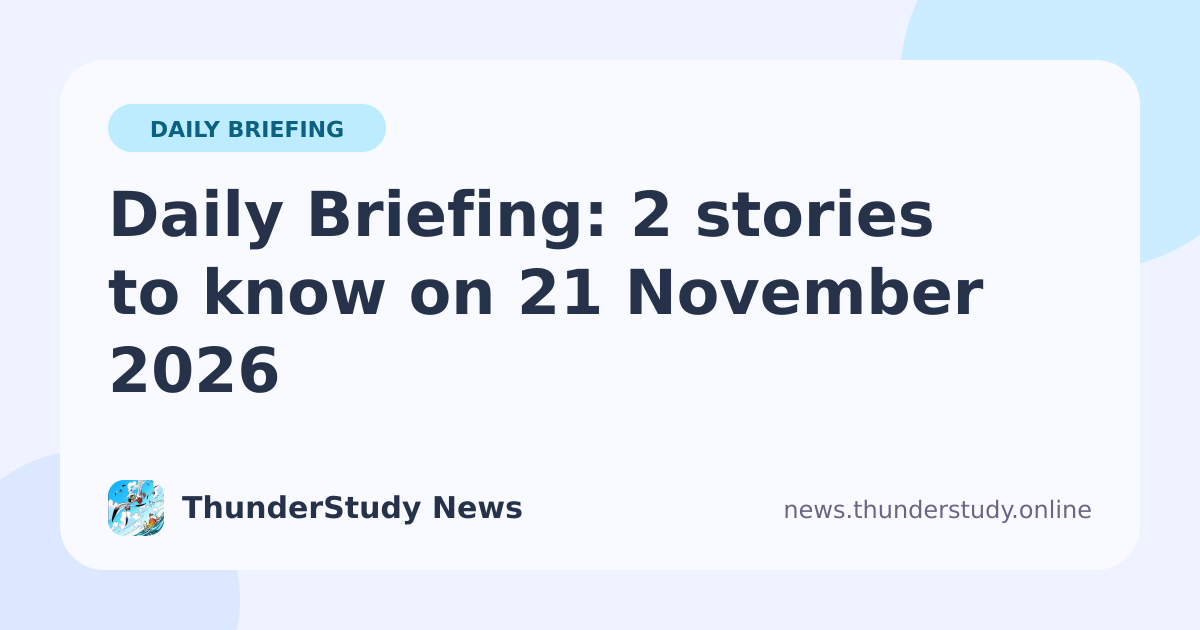 DAILY BRIEFING
Daily Briefing: 2 stories
to know on 21 November
2026
ThunderStudy News
news.thunderstudy.online